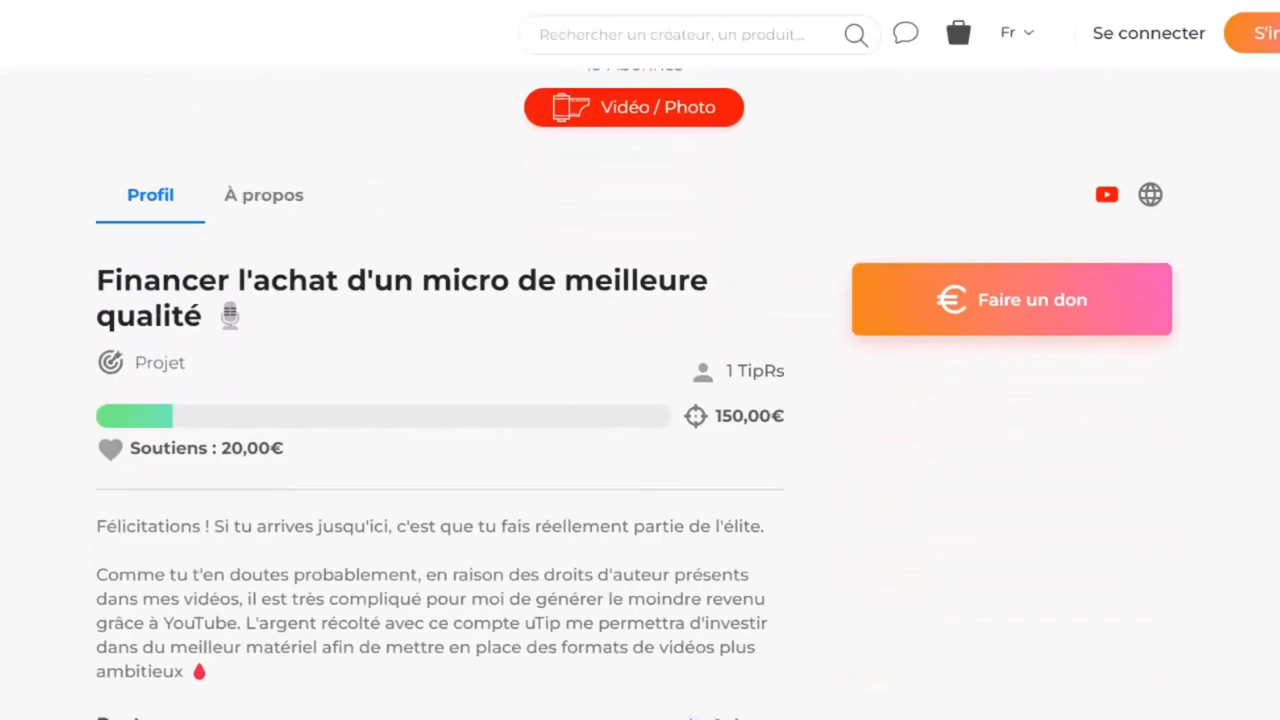 Rechercher un créateur, un produit...
Fr
Se connecter
Vidéo / Photo
Profil
À propos
Financer l'achat d'un micro de meilleure
qualité
Faire un don
Projet
1 TipRs
150,00€
Soutiens : 20,00€
Félicitations ! Si tu arrives jusqu'ici, c'est que tu fais réellement partie de l'élite.
Comme tu t'en doutes probablement, en raison des droits d'auteur présents
dans mes vidéos, il est très compliqué pour moi de générer le moindre revenu
grâce à YouTube. L'argent récolté avec ce compte uTip me permettra d'investir
dans du meilleur matériel afin de mettre en place des formats de vidéos plus
ambitieux